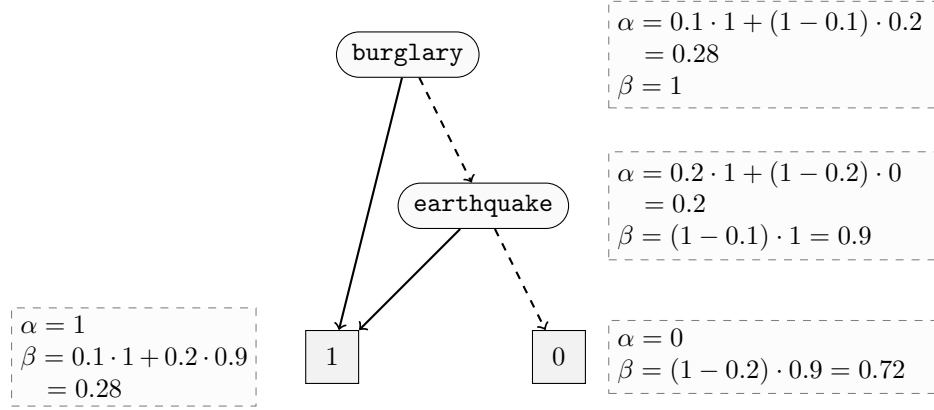 α = 0.1 · 1 + (1 − 0.1) · 0.2
= 0.28
β = 1
burglary
α = 0.2 · 1 + (1 − 0.2) · 0
= 0.2
β = (1 − 0.1) · 1 = 0.9
earthquake
α = 1
β = 0.1 · 1 + 0.2 · 0.9
= 0.28
1
0
α = 0
β = (1 − 0.2) · 0.9 = 0.72